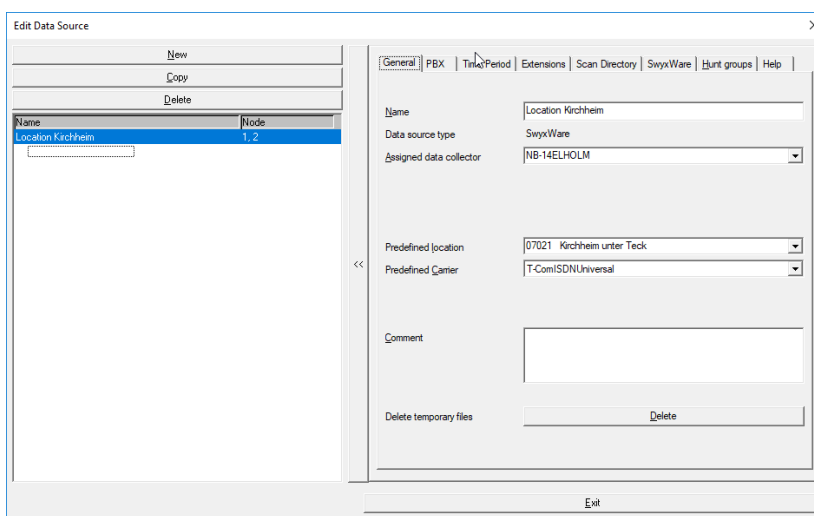 Edit Data Source
New
Copy
Delete
Name Node
Location Kirchheim 1, 2
<<
General PBX Time Period Extensions Scan Directory SwyxWare Hunt groups Help
Name Location Kirchheim
Data source type SwyxWare
Assigned data collector NB-14ELHOLM
Predefined location 07021 Kirchheim unter Teck
Predefined Carrier T-ComISDNUniversal
Comment
Delete temporary files Delete
Exit